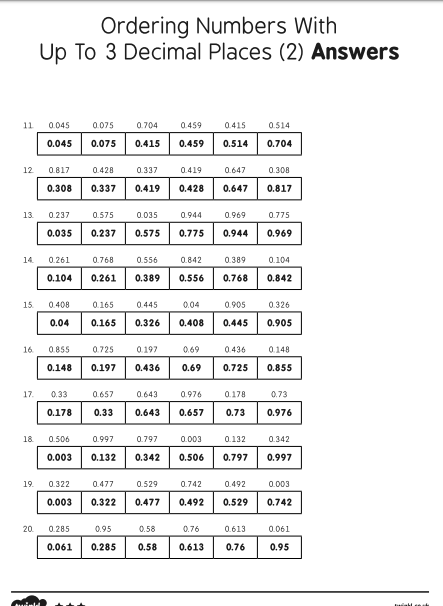 Ordering Numbers With
Up To 3 Decimal Places (2) Answers
11. 0.045 0.075 0.704 0.459 0.415 0.514
0.045 0.075 0.415 0.459 0.514 0.704
12. 0.817 0.428 0.337 0.419 0.647 0.308
0.308 0.337 0.419 0.428 0.647 0.817
13. 0.237 0.575 0.035 0.944 0.969 0.775
0.035 0.237 0.575 0.775 0.944 0.969
14. 0.261 0.768 0.556 0.842 0.389 0.104
0.104 0.261 0.389 0.556 0.768 0.842
15. 0.408 0.165 0.445 0.04 0.905 0.326
0.04 0.165 0.326 0.408 0.445 0.905
16. 0.855 0.725 0.197 0.69 0.436 0.148
0.148 0.197 0.436 0.69 0.725 0.855
17. 0.33 0.657 0.643 0.976 0.178 0.73
0.178 0.33 0.643 0.657 0.73 0.976
18. 0.506 0.997 0.797 0.003 0.132 0.342
0.003 0.132 0.342 0.506 0.797 0.997
19. 0.322 0.477 0.529 0.742 0.492 0.003
0.003 0.322 0.477 0.492 0.529 0.742
20. 0.285 0.95 0.58 0.76 0.613 0.061
0.061 0.285 0.58 0.613 0.76 0.95